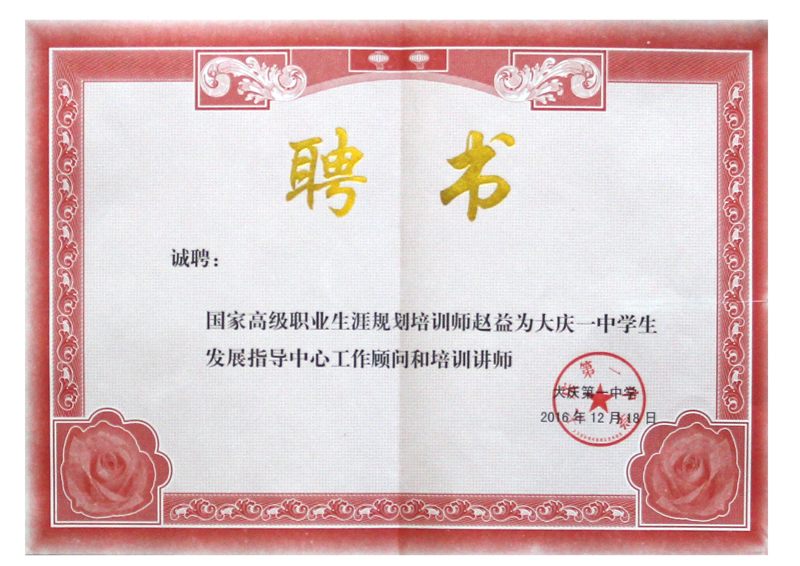 聘书
诚聘：
国家高级职业生涯规划培训师赵益为大庆一中学生
发展指导中心工作顾问和培训讲师
大庆第一中学
2016年12月18日